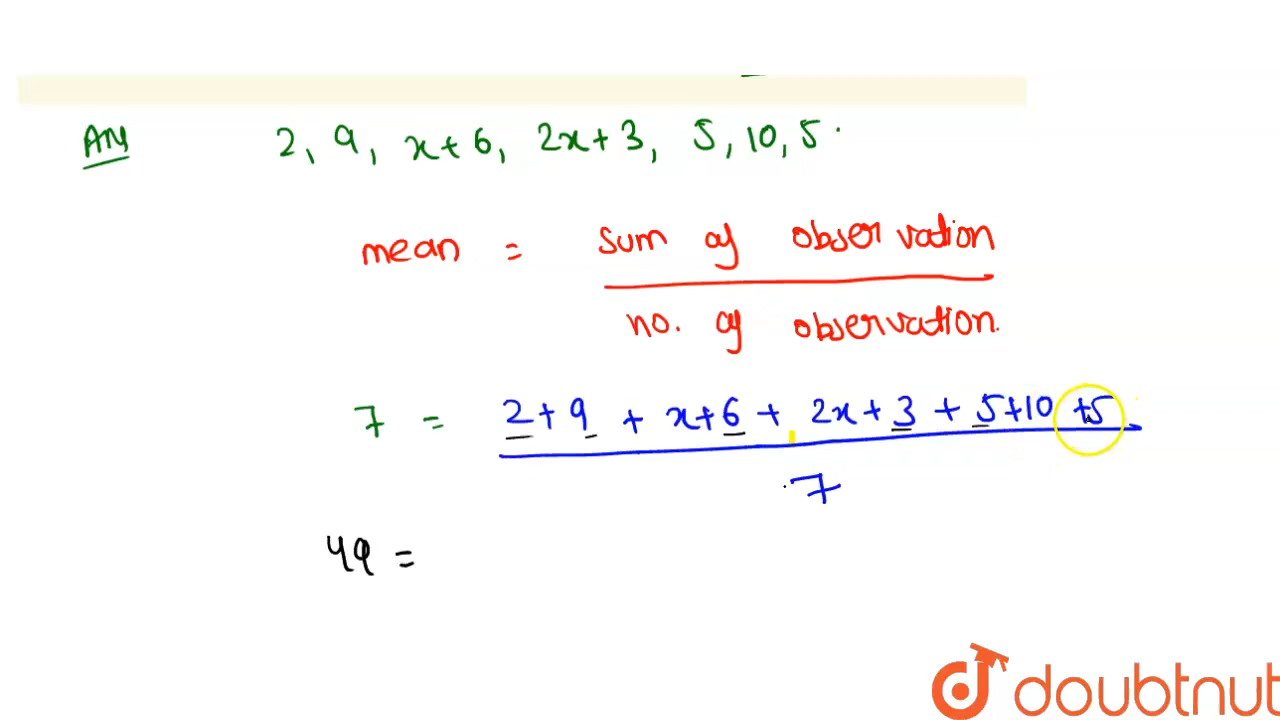 Ans 2, 9, x+6, 2x+3, 5, 10, 5.
mean = sum of observation
no. of observation.
7 = 2+9 + x+6 + 2x+3 + 5+10 +5
7
49 =
doubtnut